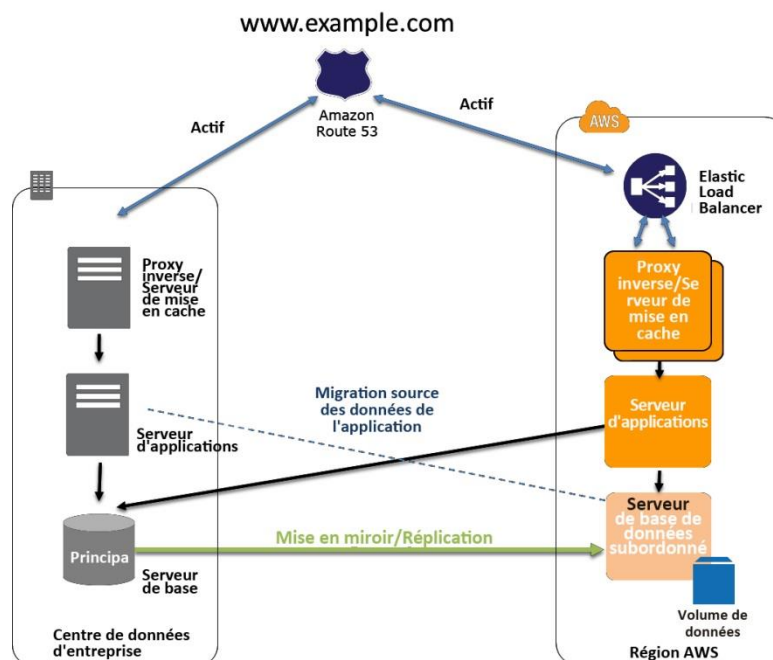 www.example.com
Amazon
Route 53
Actif
Actif
AWS
Elastic
Load
Balancer
Proxy
inverse/
Serveur
de mise
en cache
Proxy
inverse/Se
rveur de
mise en
cache
Migration source
des données de
l'application
Serveur
d'applications
Serveur
d'applications
Principa
Mise en miroir/Réplication
Serveur
de base de
données
subordonné
Serveur
de base
Volume de
données
Centre de données
d'entreprise
Région AWS